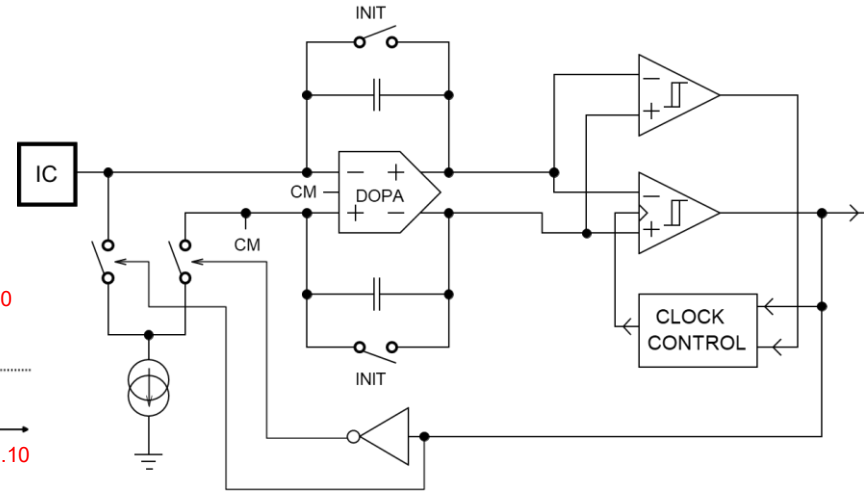 INIT
IC
CM
DOPA
CM
INIT
CLOCK
CONTROL
0
.10